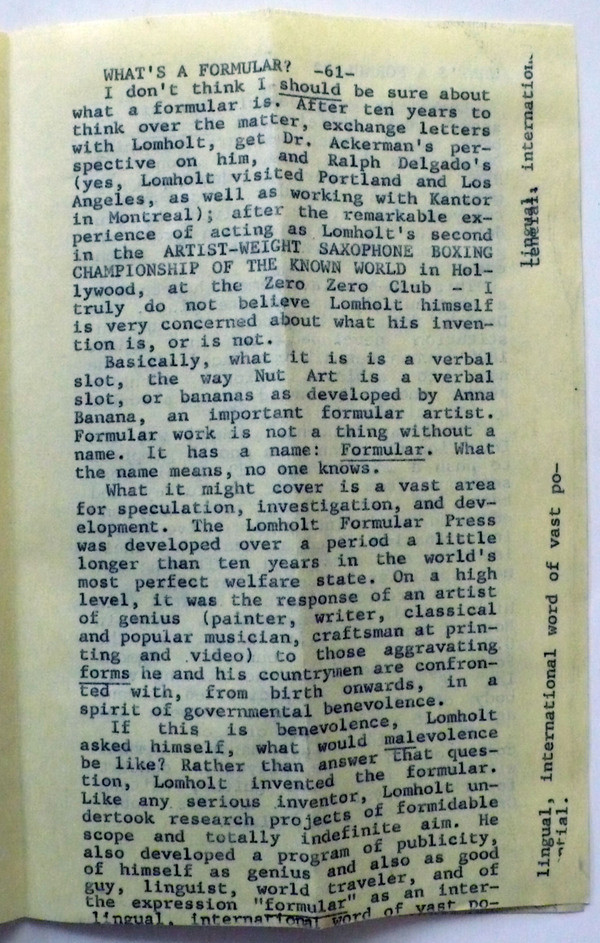 WHAT'S A FORMULAR? -61-
I don't think I should be sure about
what a formular is. After ten years to
think over the matter, exchange letters
with Lomholt, get Dr. Ackerman's per-
spective on him, and Ralph Delgado's
(yes, Lomholt visited Portland and Los
Angeles, as well as working with Kantor
in Montreal); after the remarkable ex-
perience of acting as Lomholt's second
in the ARTIST-WEIGHT SAXOPHONE BOXING
CHAMPIONSHIP OF THE KNOWN WORLD in Hol-
lywood, at the Zero Zero Club - I
truly do not believe Lomholt himself
is very concerned about what his inven-
tion is, or is not.
Basically, what it is is a verbal
slot, the way Nut Art is a verbal
slot, or bananas as developed by Anna
Banana, an important formular artist.
Formular work is not a thing without a
name. It has a name: Formular. What
the name means, no one knows.
What it might cover is a vast area
for speculation, investigation, and dev-
elopment. The Lomholt Formular Press
was developed over a period a little
longer than ten years in the world's
most perfect welfare state. On a high
level, it was the response of an artist
of genius (painter, writer, classical
and popular musician, craftsman at prin-
ting and video) to those aggravating
forms he and his countrymen are confron-
ted with, from birth onwards, in a
spirit of governmental benevolence.
If this is benevolence, Lomholt
asked himself, what would malevolence
be like? Rather than answer that ques-
tion, Lomholt invented the formular.
Like any serious inventor, Lomholt un-
dertook research projects of formidable
scope and totally indefinite aim. He
also developed a program of publicity,
of himself as genius and also as good
guy, linguist, world traveler, and of
the expression "formular" as an inter-
lingual, international word of vast po-
lingual, internation
lingual, international word of vast po-